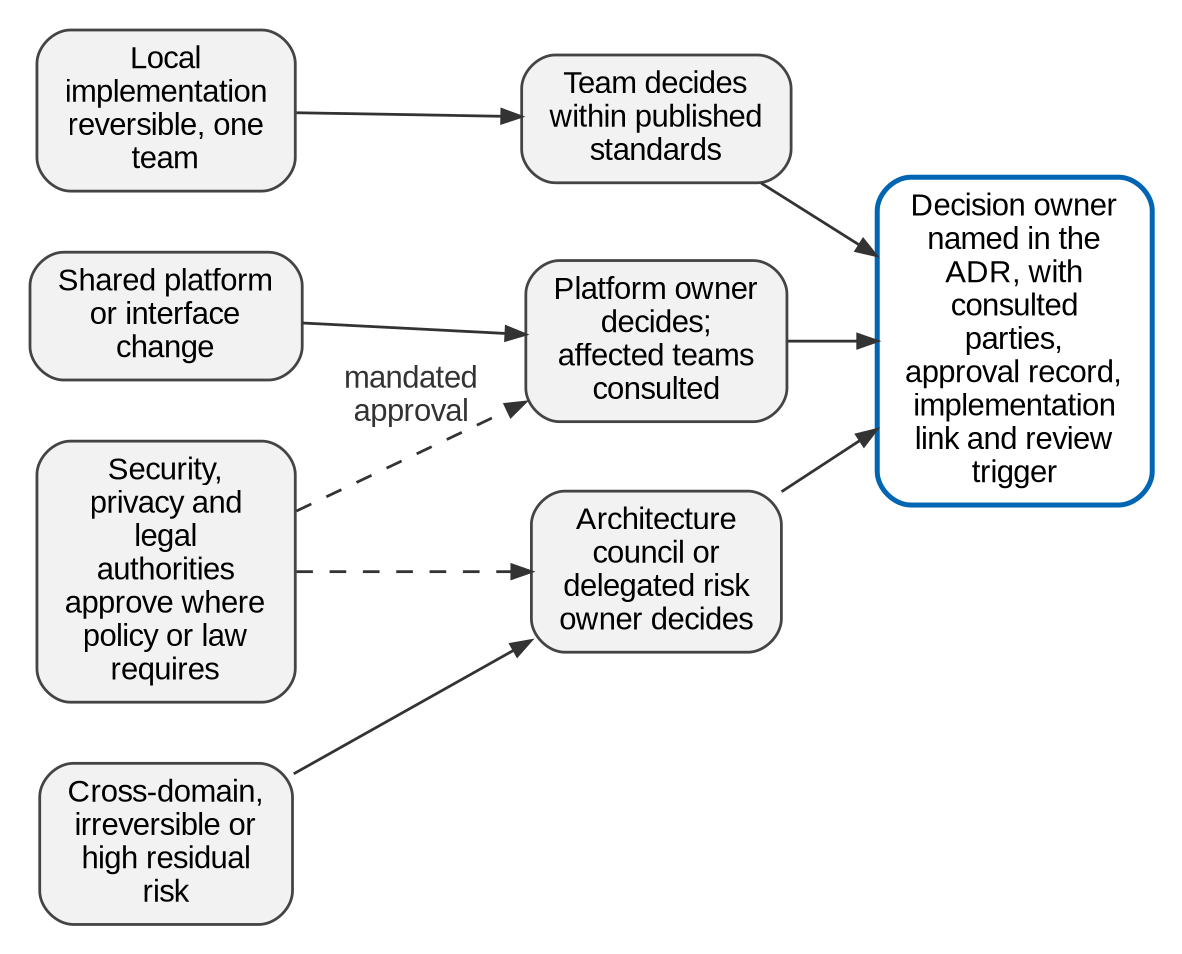 Local
implementation
reversible, one
team
Team decides
within published
standards
Shared platform
or interface
change
Platform owner
decides;
affected teams
consulted
Decision owner
named in the
ADR, with
consulted
parties,
approval record,
implementation
link and review
trigger
mandated
approval
Security,
privacy and
legal
authorities
approve where
policy or law
requires
Architecture
council or
delegated risk
owner decides
Cross-domain,
irreversible or
high residual
risk